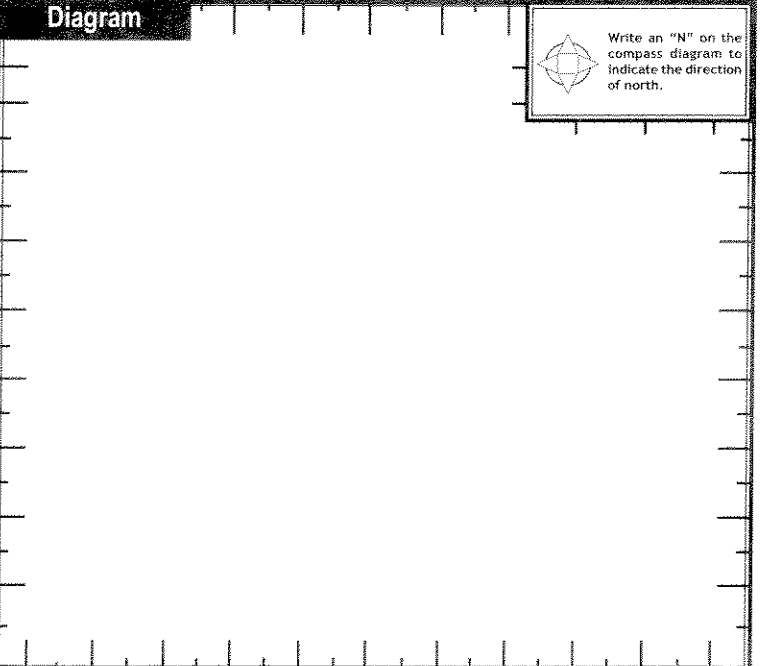 Diagram
Write an "N" on the
compass diagram to
indicate the direction
of north.